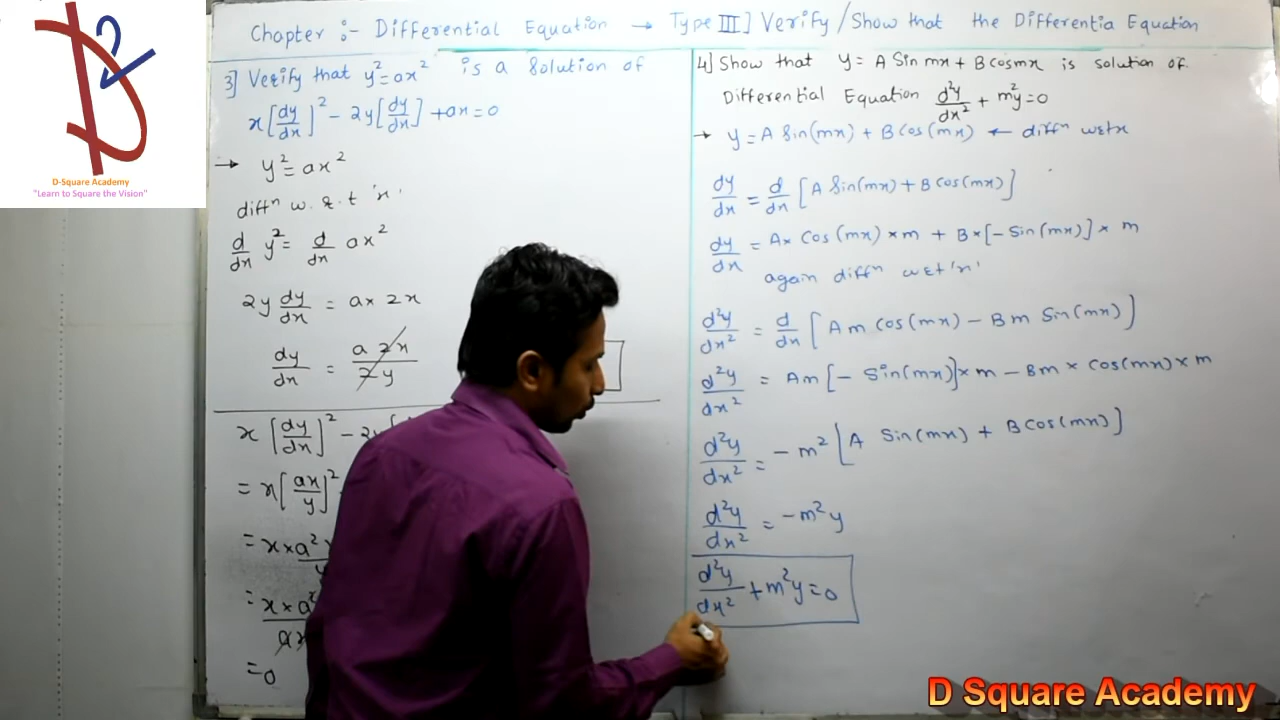 Chapter :- Differential Equation → Type III] Verify/Show that the Differentia Equation
D-Square Academy
"Learn to Square the Vision"
3] Verify that y²=ax² is a Solution of
x[dy/dx]² - 2y[dy/dx] + ax = 0
→ y² = ax²
diffⁿ w.r.t 'x'
d/dx y² = d/dx ax²
2y dy/dx = a x 2x
dy/dx = a 2x / 2y
x [dy/dx]² - 2y
= x[ax/y]²
= x x a²
= x x a²
=0
4] Show that y = A Sin mx + B cosmx is solution of
Differential Equation d²y/dx² + m²y=0
→ y = A Sin(mx) + B Cos(mx) ← diffⁿ wrtx
dy/dx = d/dx [A Sin(mx) + B Cos(mx)]
dy/dx = A x Cos(mx) x m + B x [- Sin(mx)] x m
again diffⁿ wrt 'x'
d²y/dx² = d/dx [Am Cos(mx) - Bm Sin(mx)]
d²y/dx² = Am [- Sin(mx)] x m - Bm x Cos(mx) x m
d²y/dx² = - m² [A Sin(mx) + B Cos(mx)]
d²y/dx² = -m²y
d²y/dx² + m²y = 0
D Square Academy